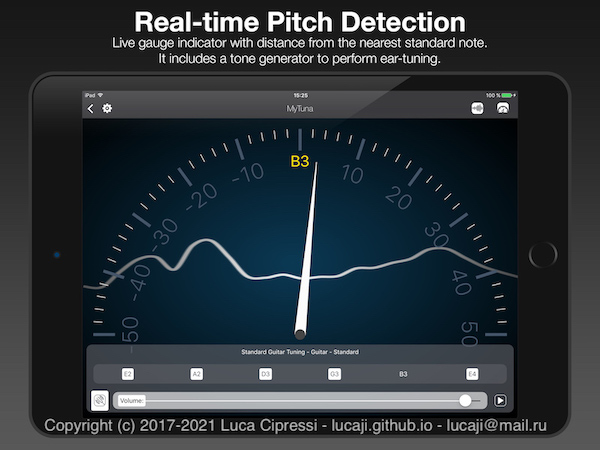 Real-time Pitch Detection
Live gauge indicator with distance from the nearest standard note.
It includes a tone generator to perform ear-tuning.
iPad 15:25 100 %
MyTuna
B3
-50 -40 -30 -20 -10 10 20 30 40 50
Standard Guitar Tuning - Guitar - Standard
E2 A2 D3 G3 B3 E4
Volume:
Copyright (c) 2017-2021 Luca Cipressi - lucaji.github.io - lucaji@mail.ru